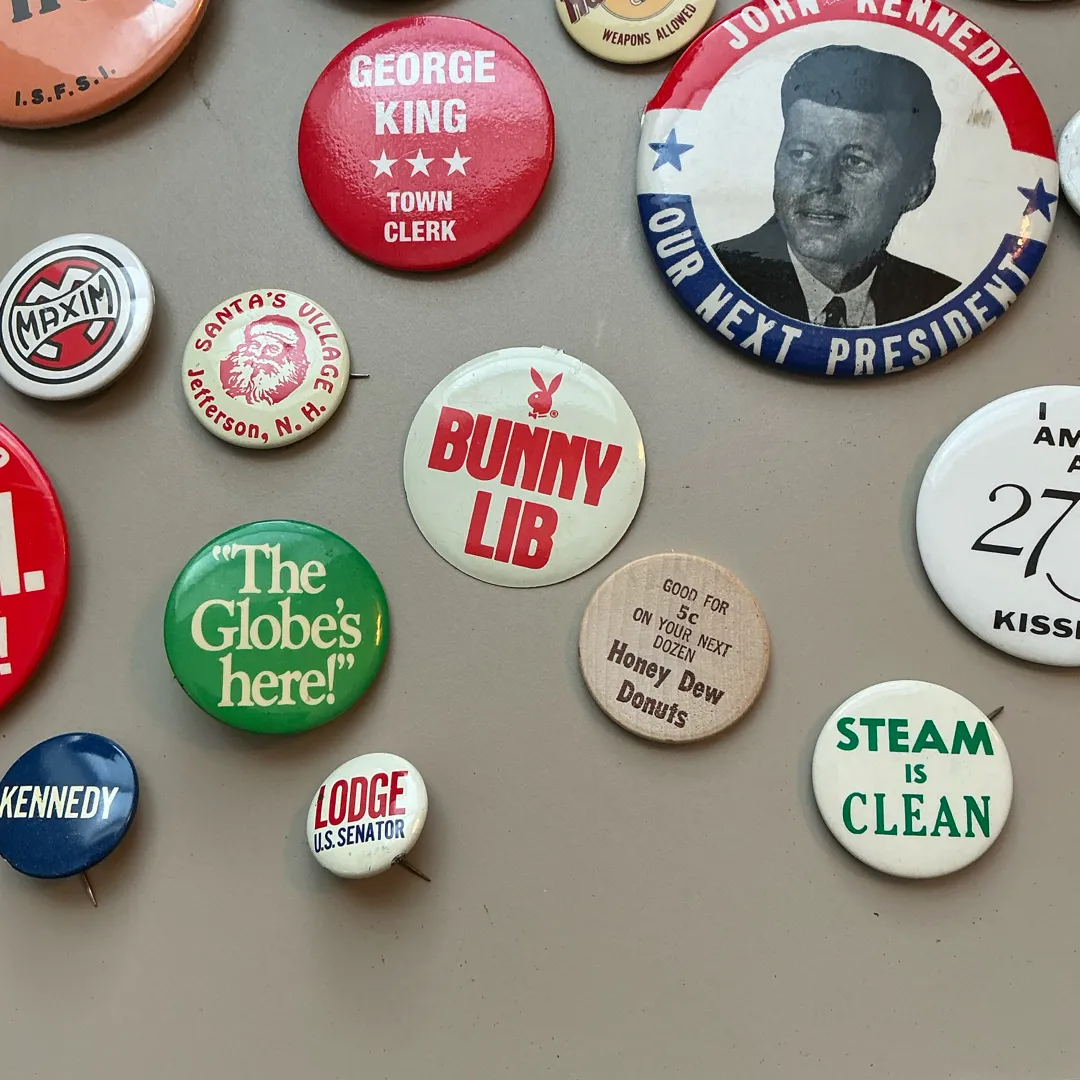 I.S.F.S.I.
WEAPONS ALLOWED
GEORGE
KING
TOWN
CLERK
JOHN KENNEDY
OUR NEXT PRESIDENT
MAXIM
SANTA'S VILLAGE
Jefferson, N. H.
BUNNY
LIB
®
I
AM
A
27
KISS
"The
Globe's
here!"
GOOD FOR
5c
ON YOUR NEXT
DOZEN
Honey Dew
Donuts
STEAM
IS
CLEAN
KENNEDY
LODGE
U.S. SENATOR